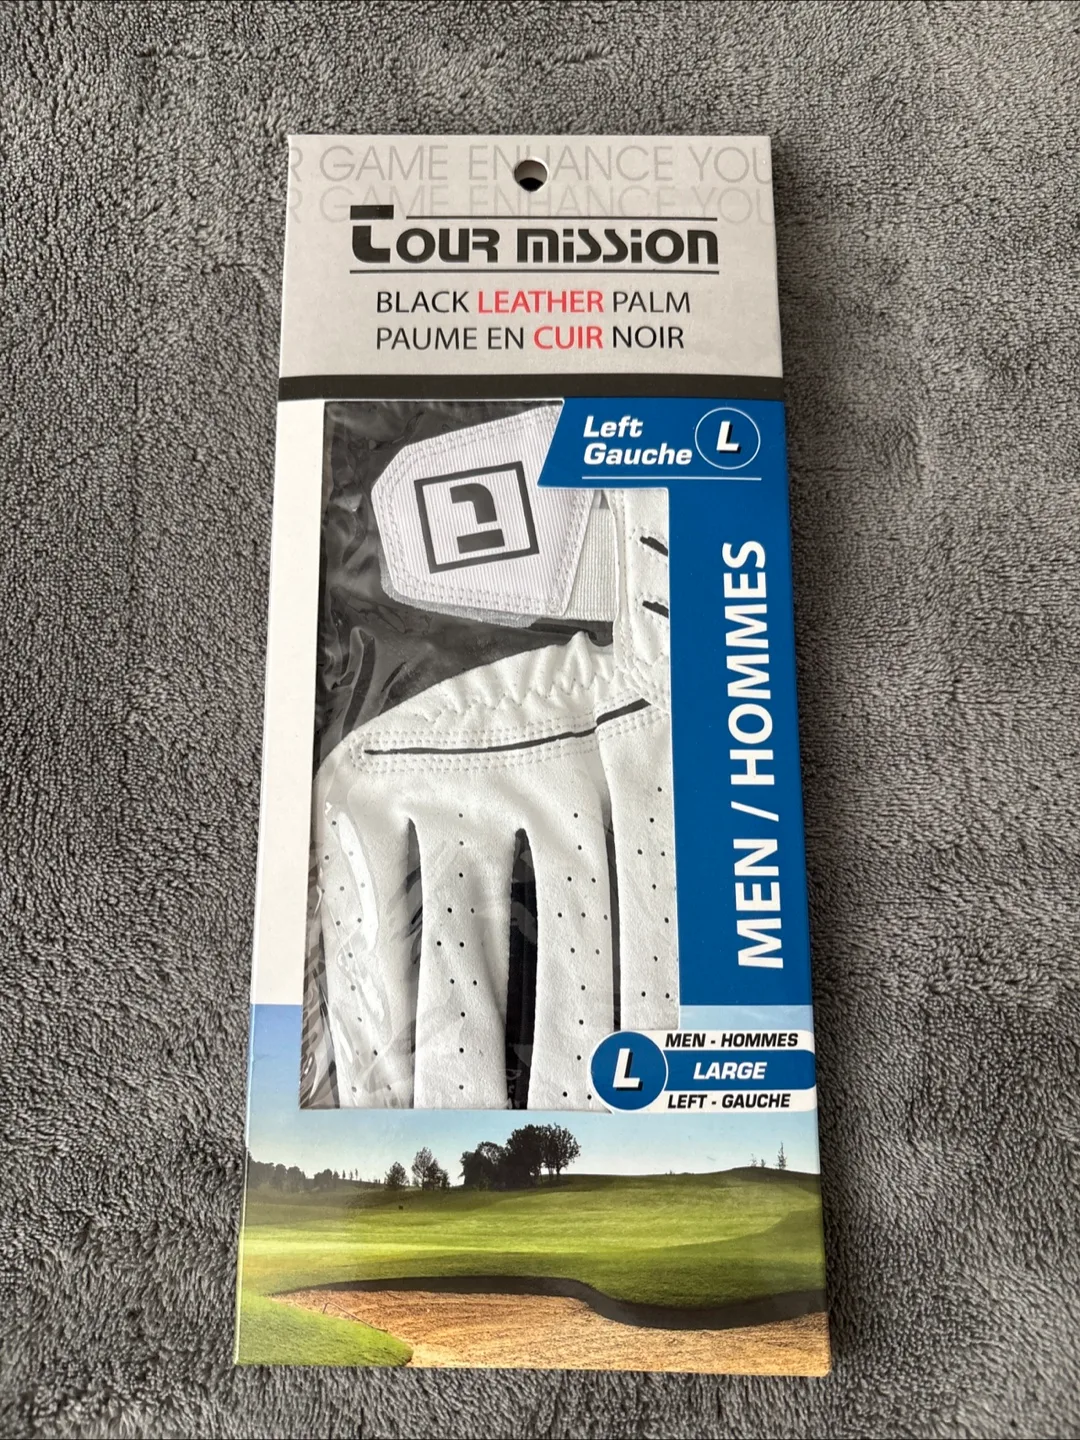 R GAME ENHANCE YOU
R GAME ENHANCE YOU
TOUR MISSION
BLACK LEATHER PALM
PAUME EN CUIR NOIR
Left
Gauche
L
MEN / HOMMES
L
MEN - HOMMES
LARGE
LEFT - GAUCHE